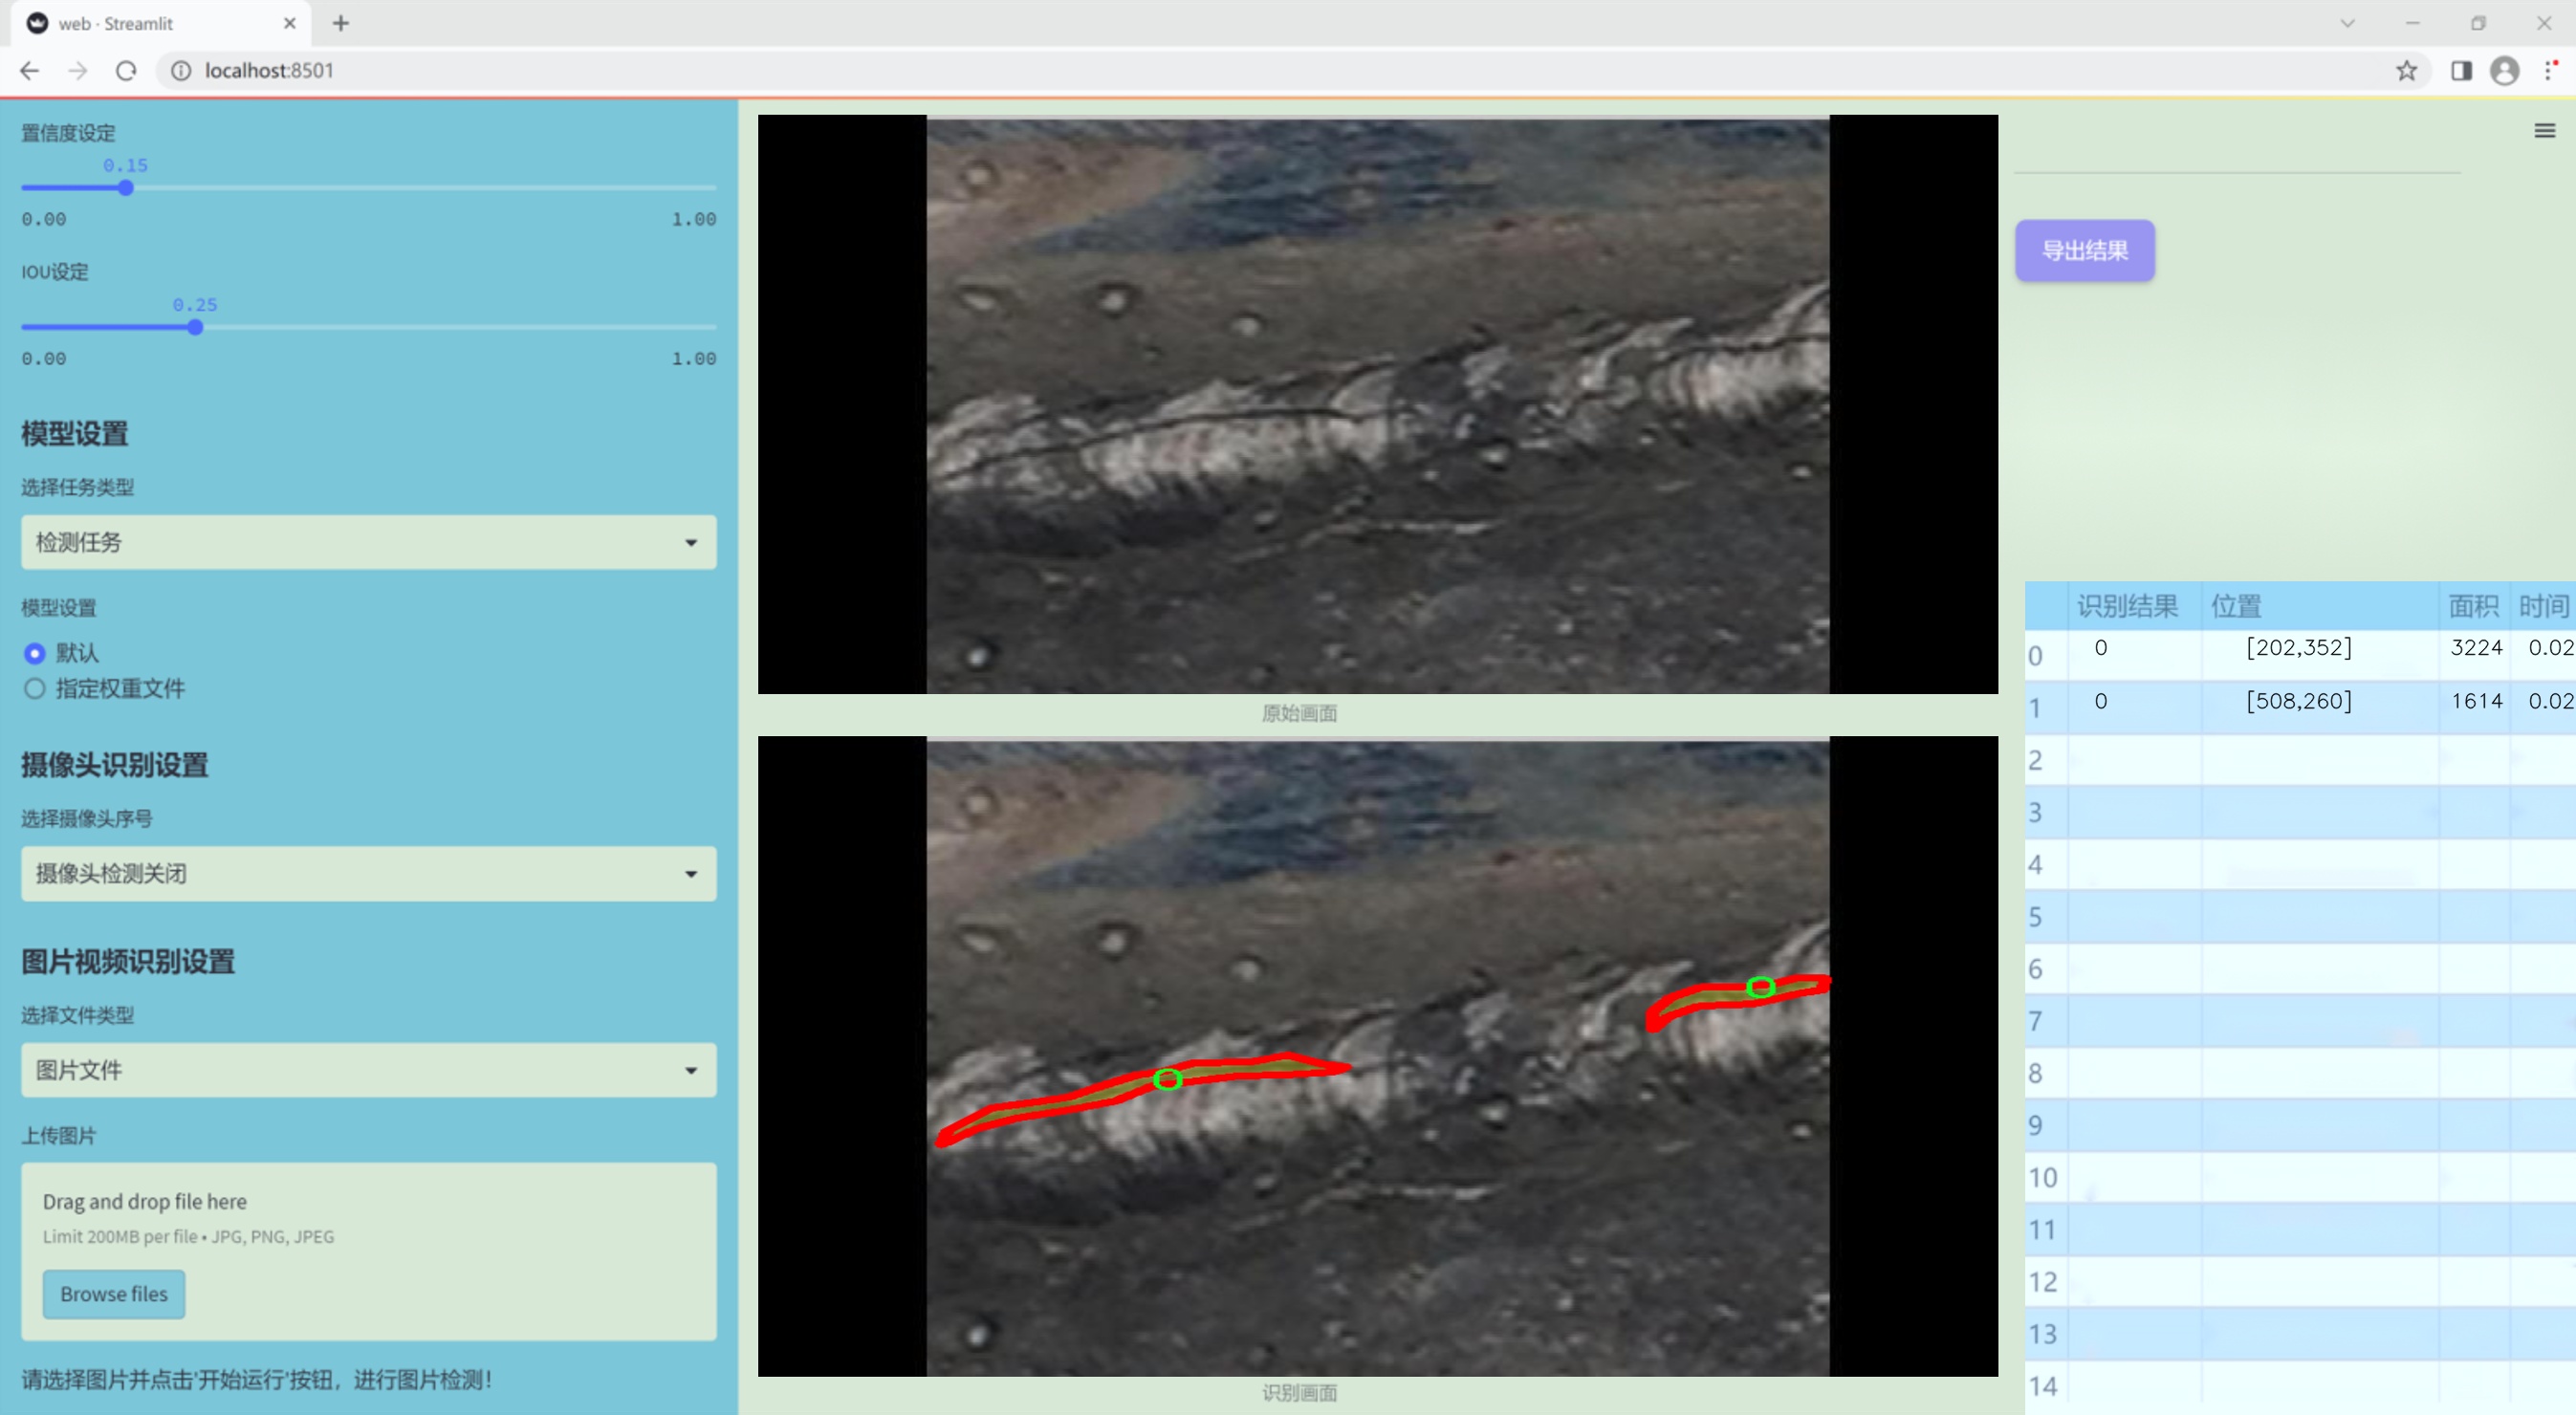 web · Streamlit
localhost:8501
置信度设定
0.15
0.00 1.00
IOU设定
0.25
0.00 1.00
模型设置
选择任务类型
检测任务
模型设置
默认
指定权重文件
摄像头识别设置
选择摄像头序号
摄像头检测关闭
图片视频识别设置
选择文件类型
图片文件
上传图片
Drag and drop file here
Limit 200MB per file • JPG, PNG, JPEG
Browse files
请选择图片并点击'开始运行'按钮，进行图片检测！
原始画面
识别画面
导出结果
识别结果 位置 面积 时间
0 0 [202,352] 3224 0.02
1 0 [508,260] 1614 0.02
2
3
4
5
6
7
8
9
10
11
12
13
14